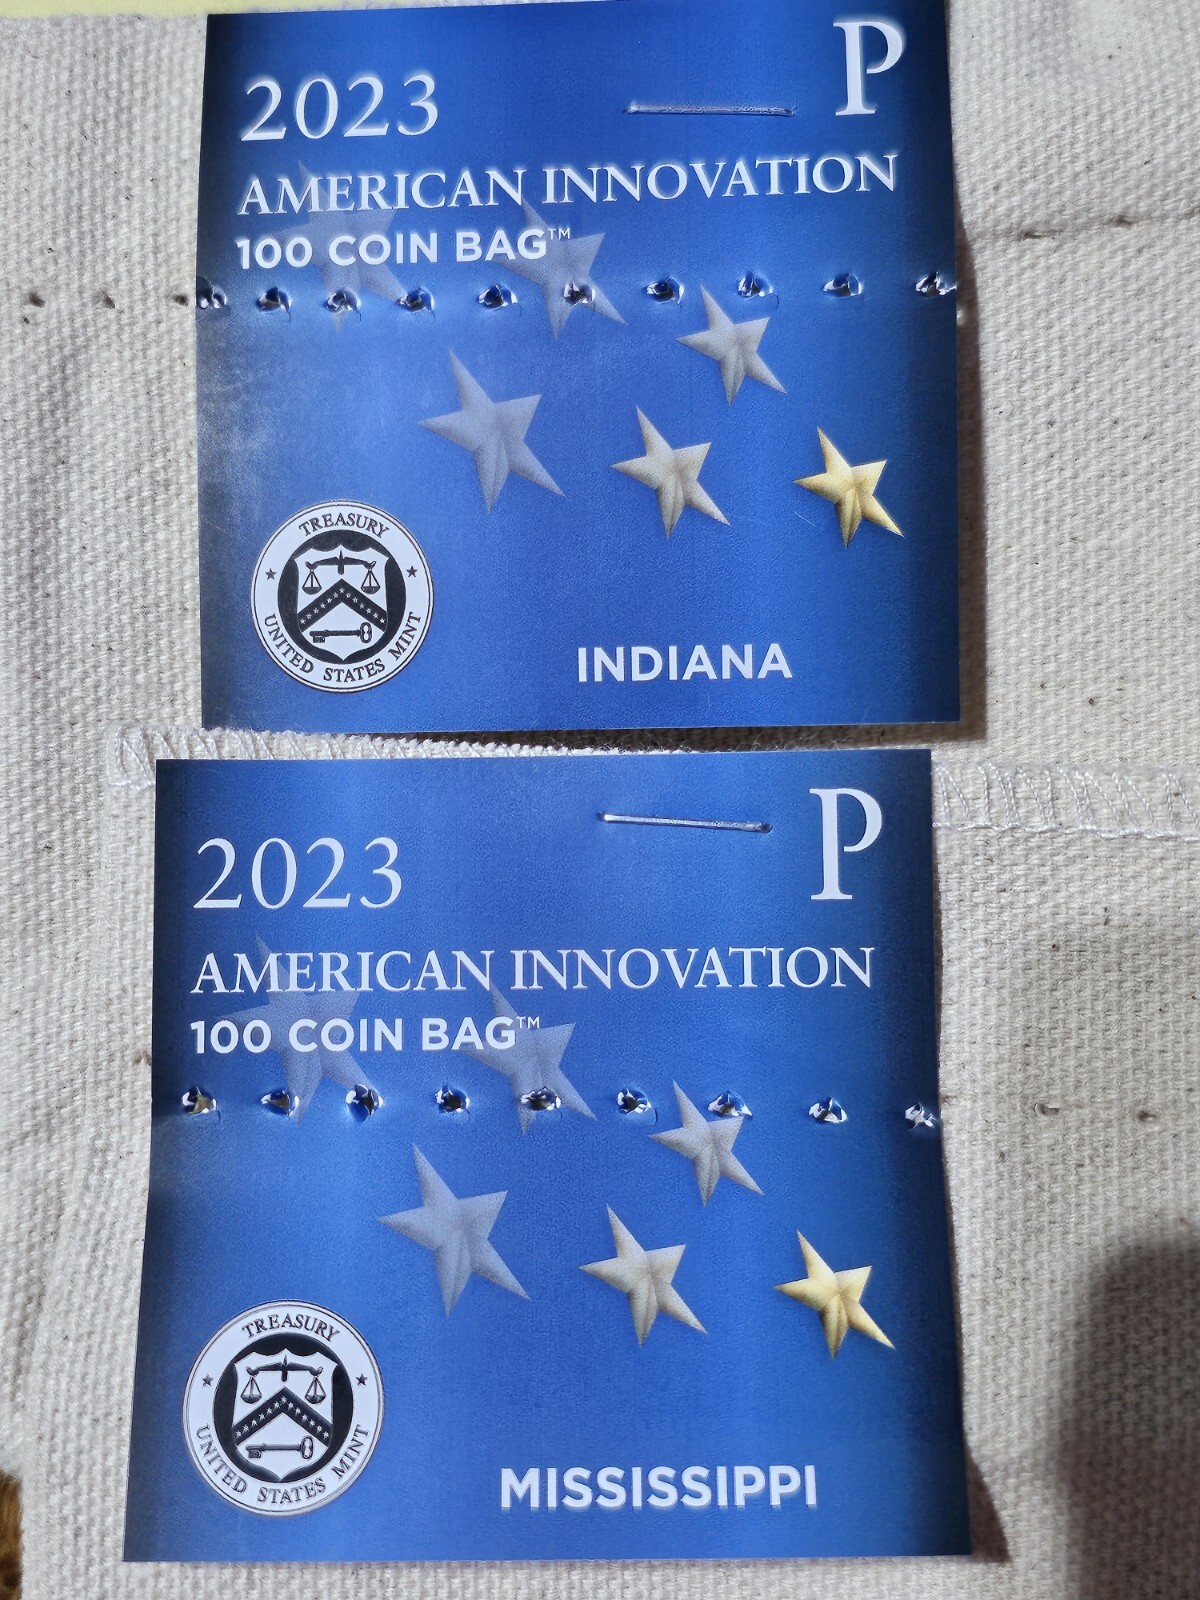 2023
P
AMERICAN INNOVATION
100 COIN BAG™
TREASURY
UNITED STATES MINT
INDIANA
2023
P
AMERICAN INNOVATION
100 COIN BAG™
TREASURY
UNITED STATES MINT
MISSISSIPPI